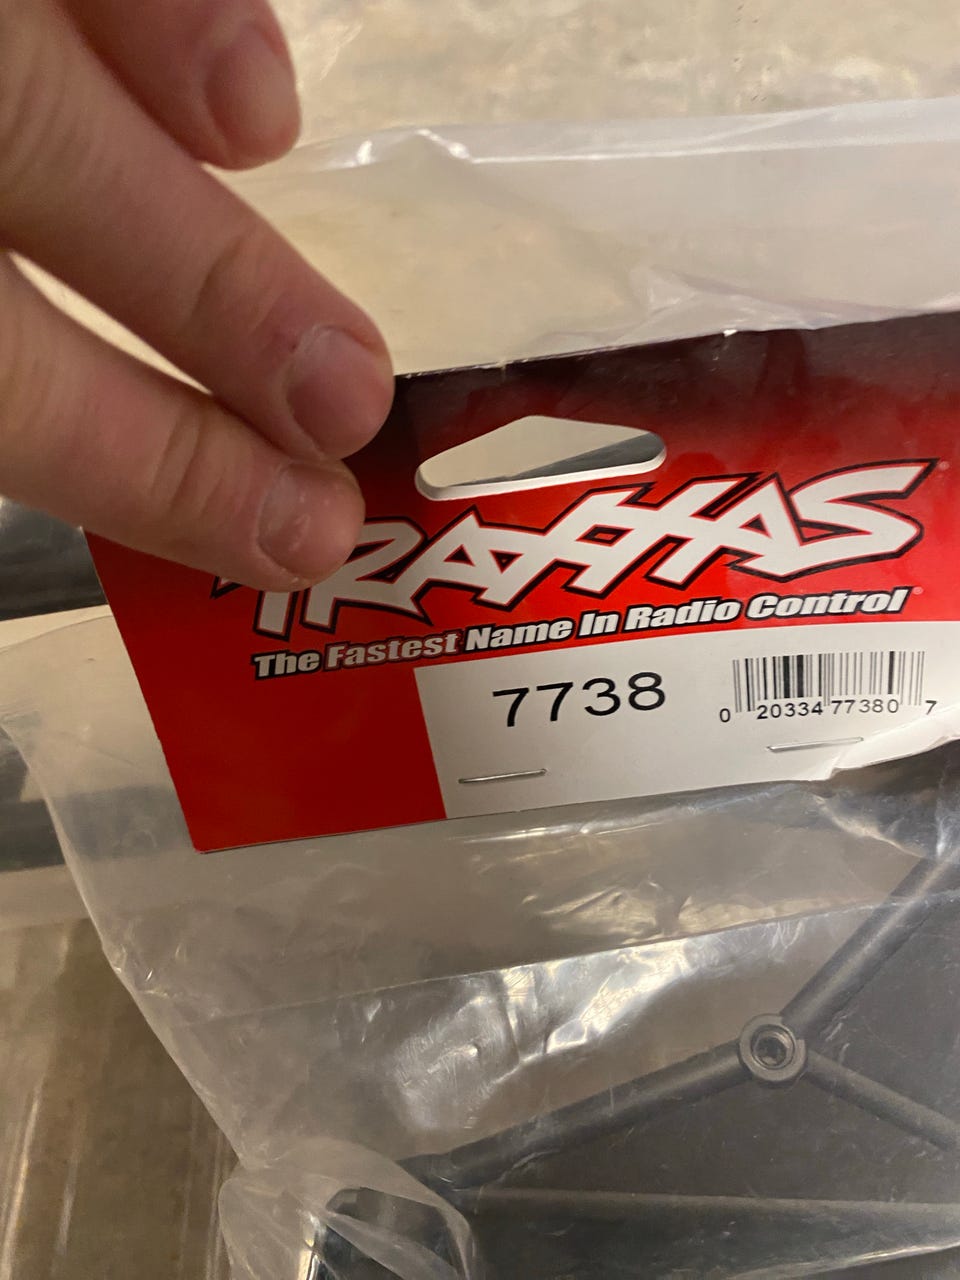 TRAXXAS
The Fastest Name In Radio Control
7738
0 20334 77380 7